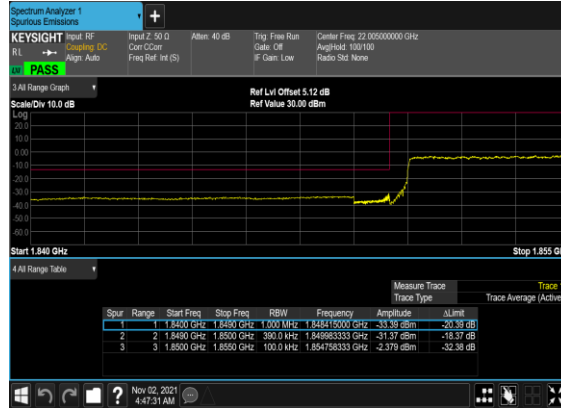 Spectrum Analyzer 1
Spurious Emissions
+
KEYSIGHT Input: RF Input Z: 50 Ω Atten: 40 dB Trig: Free Run Center Freq: 22.005000000 GHz
RL Coupling: DC Corr CCorr Gate: Off Avg|Hold: 100/100
Align: Auto Freq Ref: Int (S) IF Gain: Low Radio Std: None
PASS
3 All Range Graph
Ref Lvl Offset 5.12 dB
Scale/Div 10.0 dB Ref Value 30.00 dBm
Log
20.0
10.0
0.00
-10.0
-20.0
-30.0
-40.0
-50.0
-60.0
Start 1.840 GHz Stop 1.855 G
4 All Range Table
Measure Trace Trace
Trace Type Trace Average (Active
Spur Range Start Freq Stop Freq RBW Frequency Amplitude ΔLimit
1 1 1.8400 GHz 1.8490 GHz 1.000 MHz 1.848415000 GHz -33.39 dBm -20.39 dB
2 2 1.8490 GHz 1.8500 GHz 390.0 kHz 1.849983333 GHz -31.37 dBm -18.37 dB
3 3 1.8500 GHz 1.8550 GHz 100.0 kHz 1.854758333 GHz -2.379 dBm -32.38 dB
Nov 02, 2021
4:47:31 AM
?